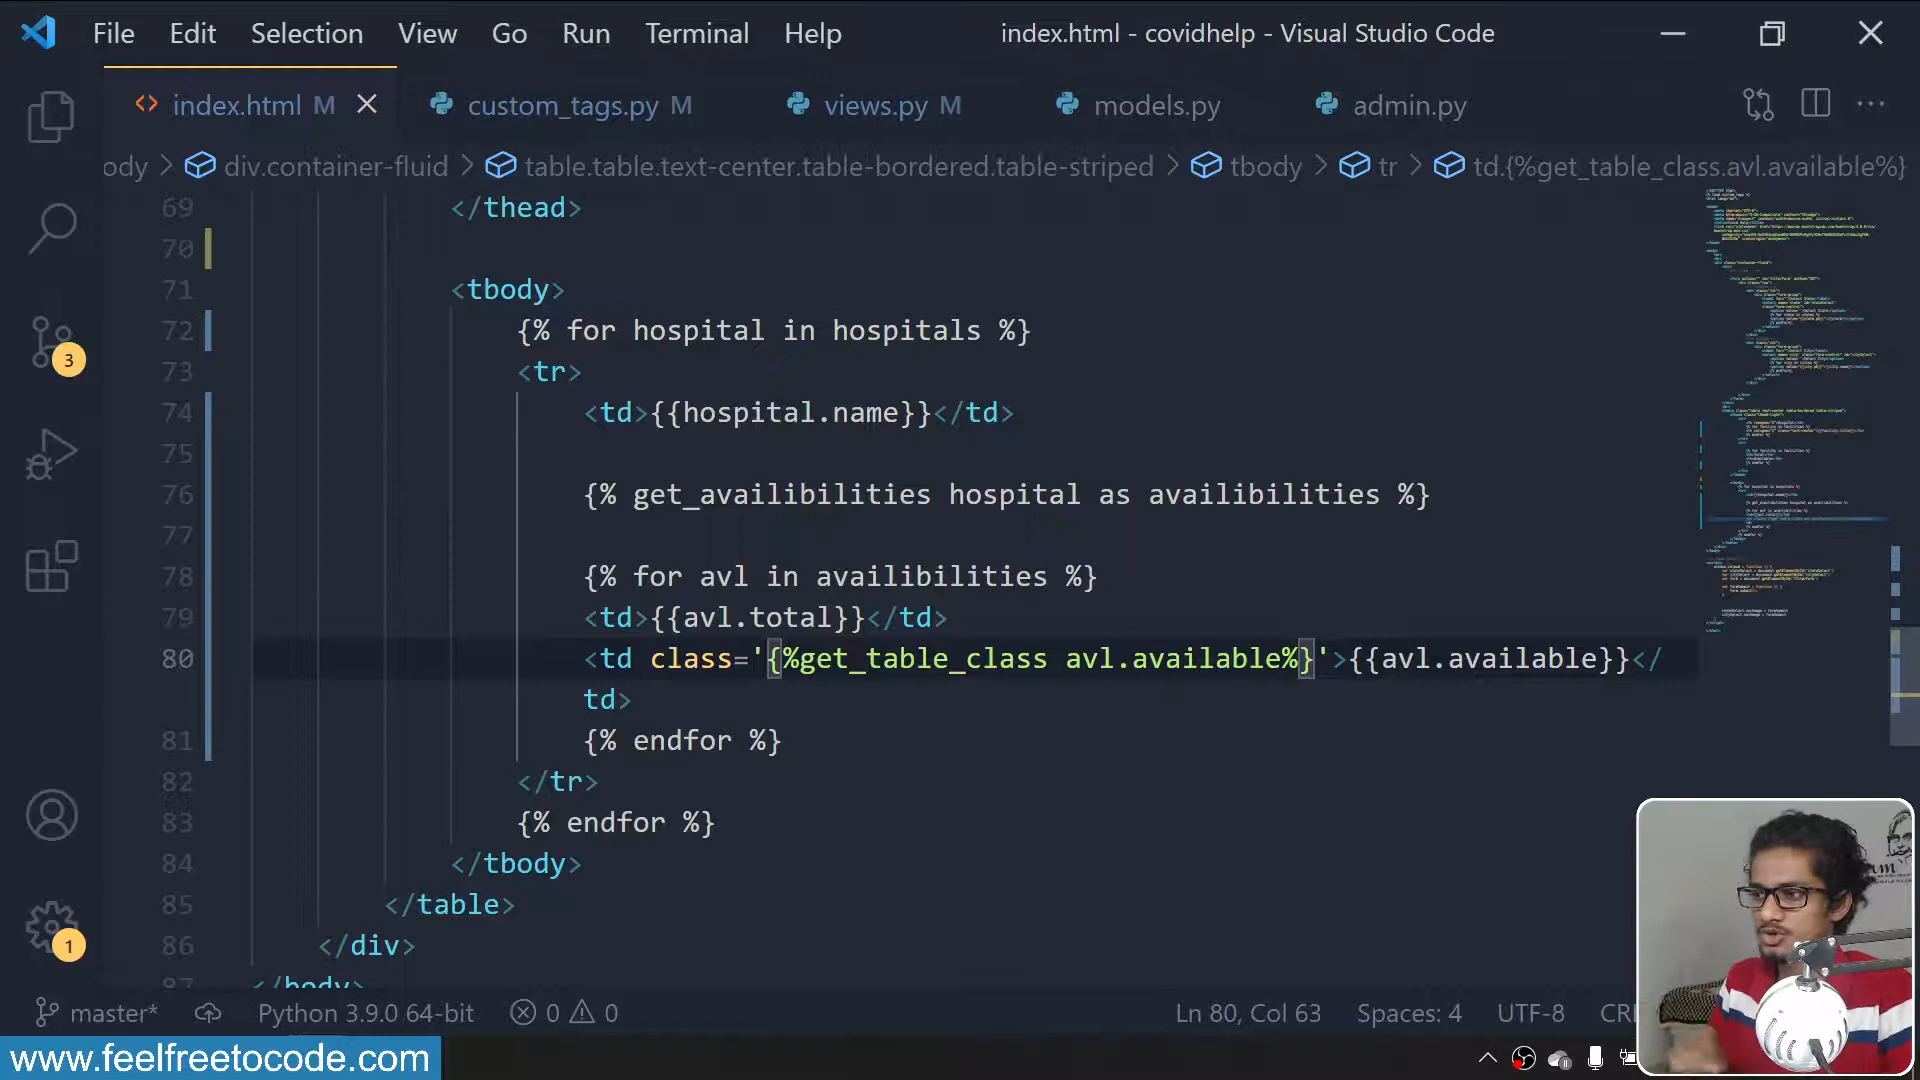 File Edit Selection View Go Run Terminal Help index.html - covidhelp - Visual Studio Code
index.html M custom_tags.py M views.py M models.py admin.py
ody > div.container-fluid > table.table.text-center.table-bordered.table-striped > tbody > tr > td.{%get_table_class.avl.available%}
69 </thead>
70
71 <tbody>
72 {% for hospital in hospitals %}
73 <tr>
74 <td>{{hospital.name}}</td>
75
76 {% get_availibilities hospital as availibilities %}
77
78 {% for avl in availibilities %}
79 <td>{{avl.total}}</td>
80 <td class='{%get_table_class avl.available%}'>{{avl.available}}</
td>
81 {% endfor %}
82 </tr>
83 {% endfor %}
84 </tbody>
85 </table>
86 </div>
87 </body>
3
1
master* Python 3.9.0 64-bit 0 0 Ln 80, Col 63 Spaces: 4 UTF-8 CR
www.feelfreetocode.com